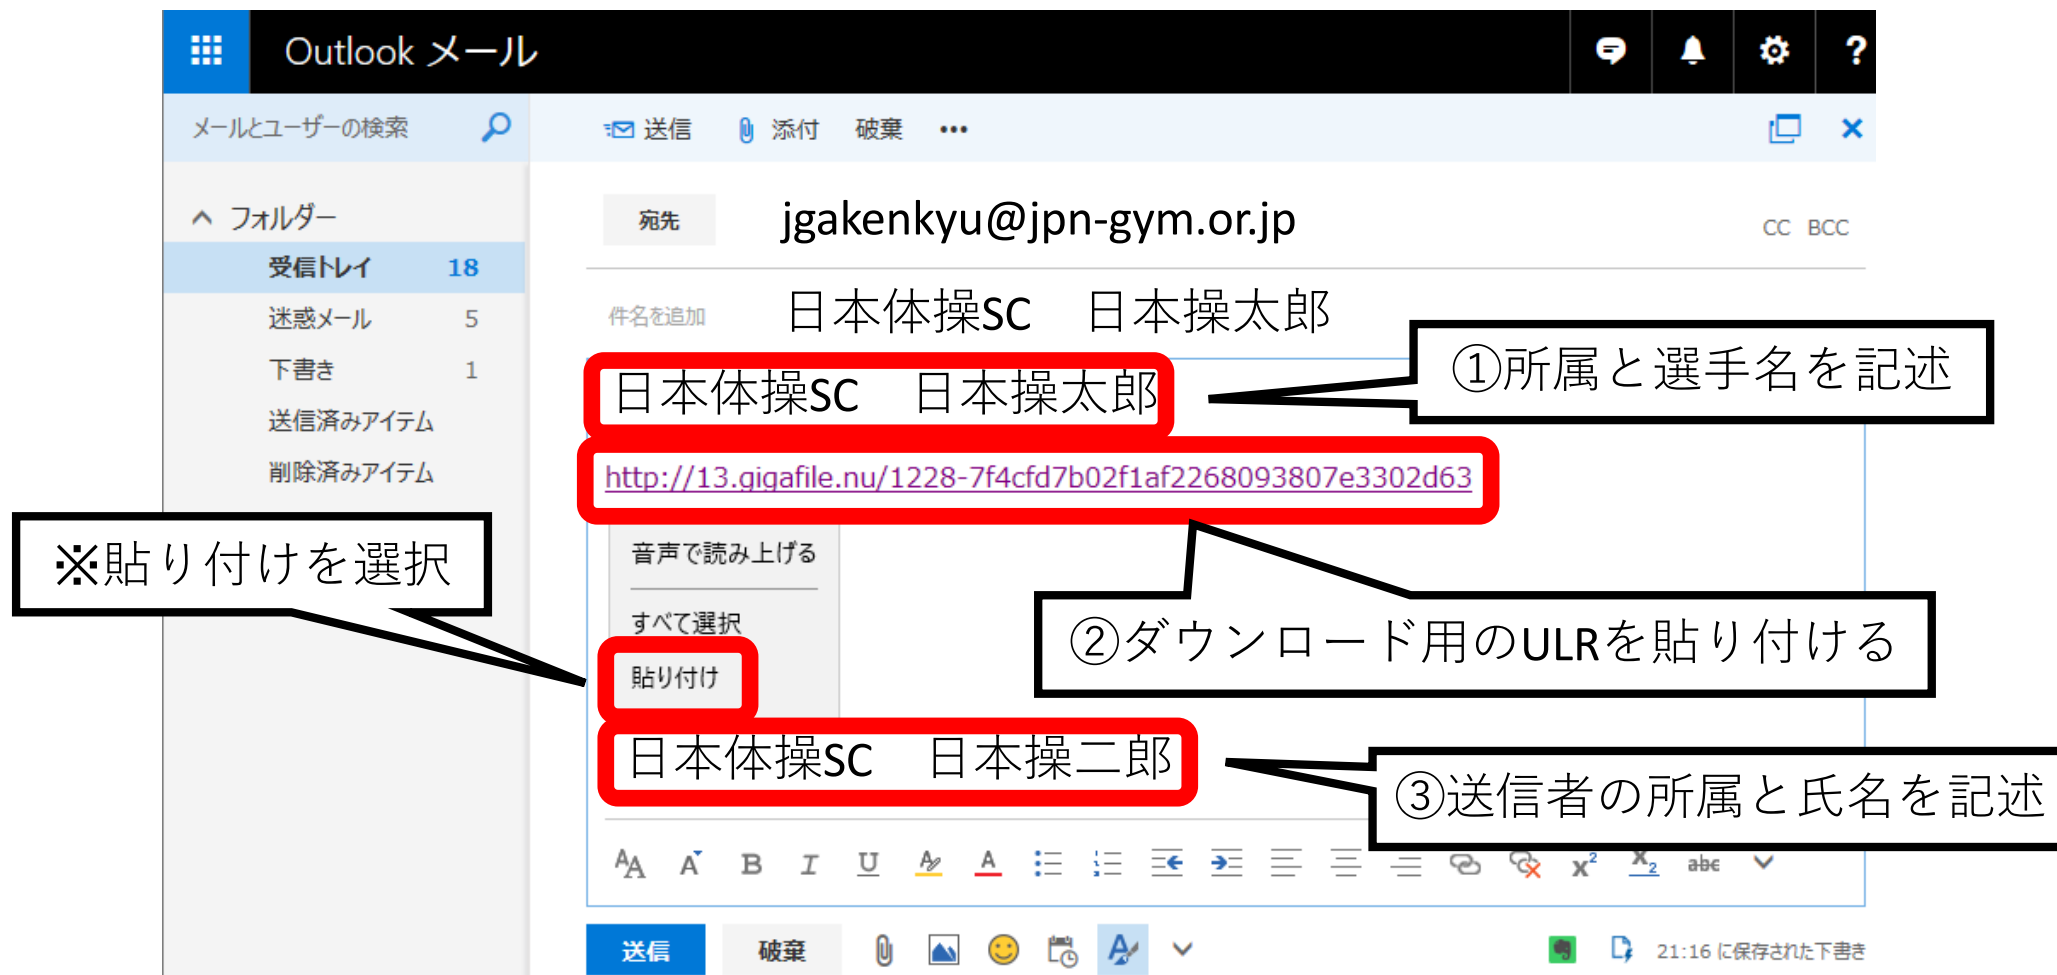 Outlook メール
?
メールとユーザーの検索
送信 添付 破棄 •••
フォルダー
宛先 jgakenkyu@jpn-gym.or.jp CC BCC
受信トレイ 18
件名を追加 日本体操SC 日本操太郎
迷惑メール 5
①所属と選手名を記述
下書き 1
日本体操SC 日本操太郎
送信済みアイテム
削除済みアイテム
http://13.gigafile.nu/1228-7f4cfd7b02f1af2268093807e3302d63
※貼り付けを選択
音声で読み上げる
すべて選択
②ダウンロード用のULRを貼り付ける
貼り付け
日本体操SC 日本操二郎
③送信者の所属と氏名を記述
AA A B I U A A x² x₂ abc
送信 破棄 21:16 に保存された下書き